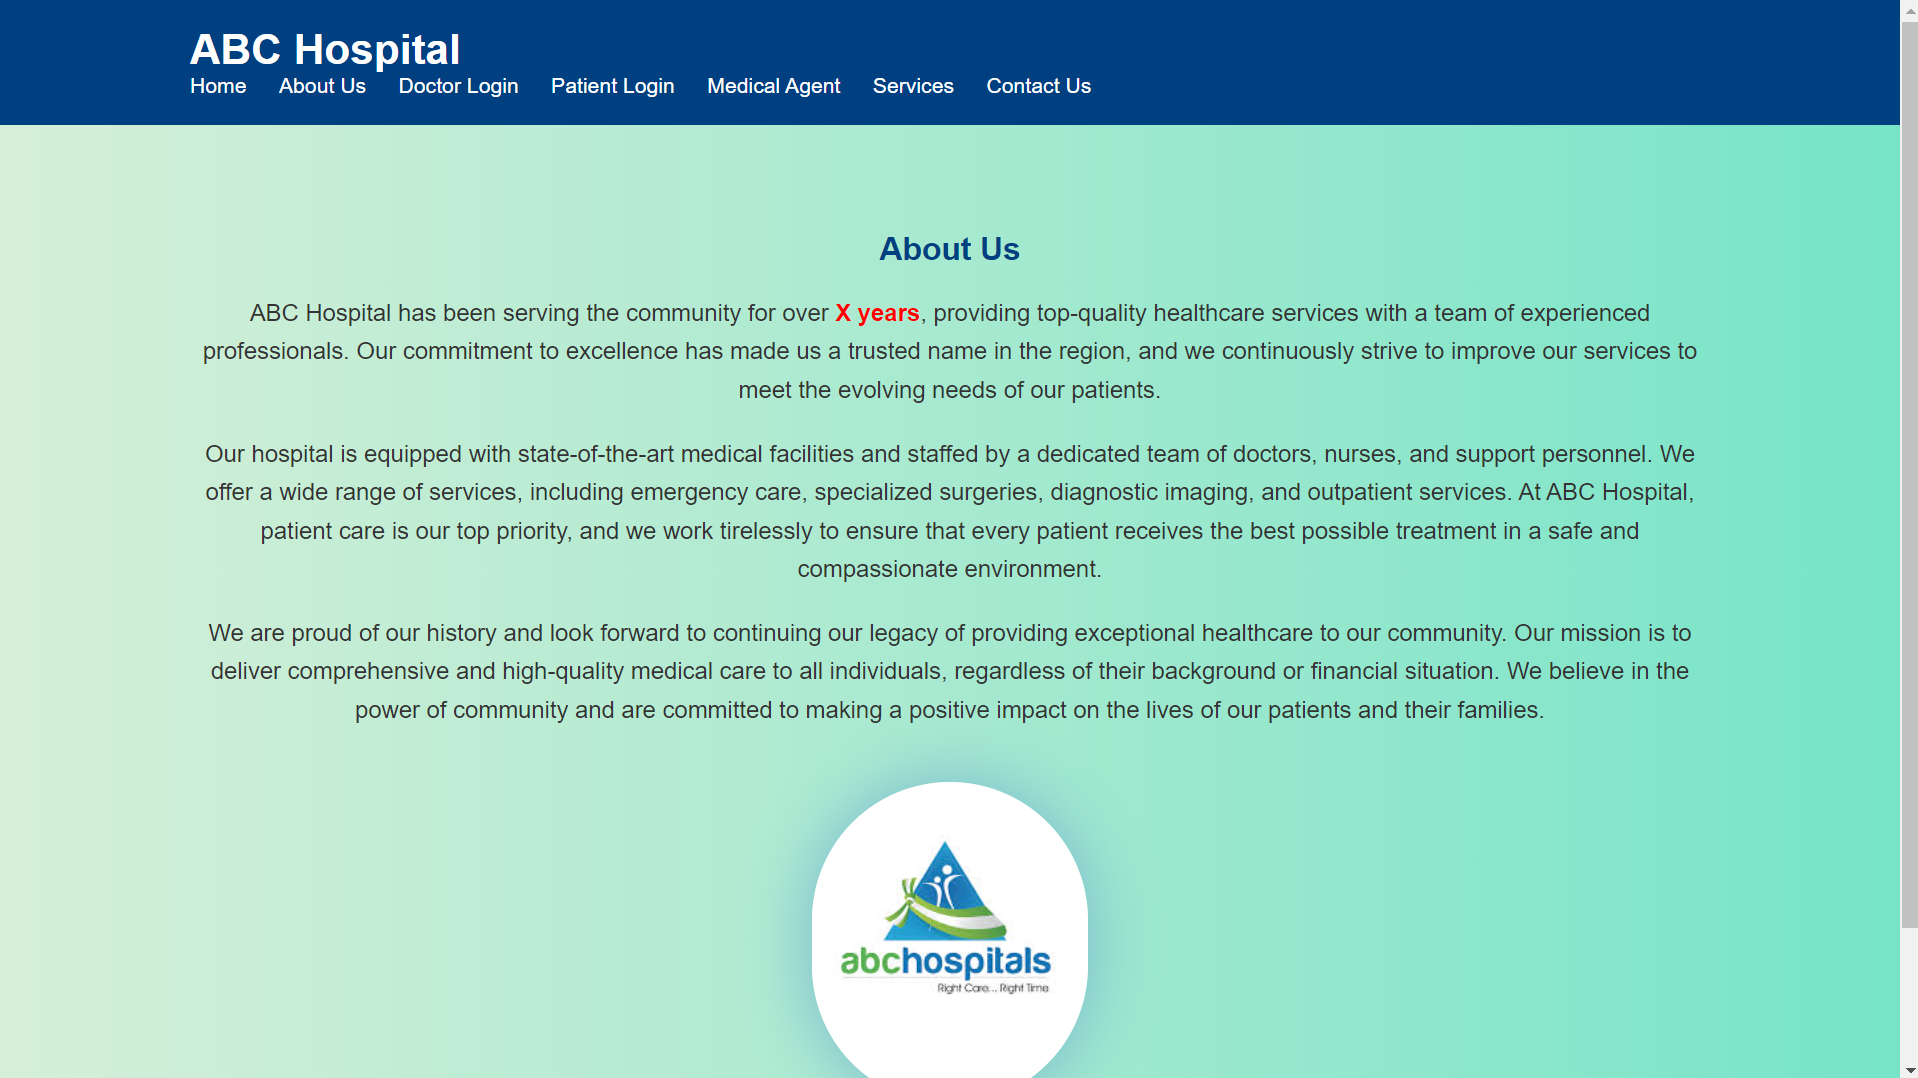 ABC Hospital
Home About Us Doctor Login Patient Login Medical Agent Services Contact Us
About Us
ABC Hospital has been serving the community for over X years, providing top-quality healthcare services with a team of experienced
professionals. Our commitment to excellence has made us a trusted name in the region, and we continuously strive to improve our services to
meet the evolving needs of our patients.
Our hospital is equipped with state-of-the-art medical facilities and staffed by a dedicated team of doctors, nurses, and support personnel. We
offer a wide range of services, including emergency care, specialized surgeries, diagnostic imaging, and outpatient services. At ABC Hospital,
patient care is our top priority, and we work tirelessly to ensure that every patient receives the best possible treatment in a safe and
compassionate environment.
We are proud of our history and look forward to continuing our legacy of providing exceptional healthcare to our community. Our mission is to
deliver comprehensive and high-quality medical care to all individuals, regardless of their background or financial situation. We believe in the
power of community and are committed to making a positive impact on the lives of our patients and their families.
abchospitals
Right Care... Right Time